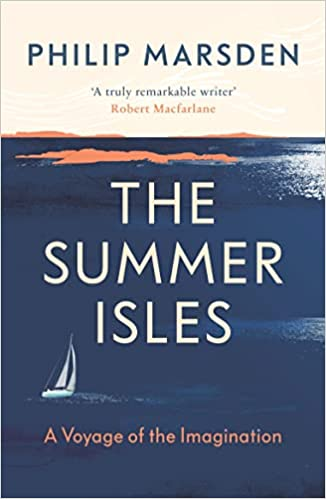 PHILIP MARSDEN
‘A truly remarkable writer’
Robert Macfarlane
THE
SUMMER
ISLES
A Voyage of the Imagination